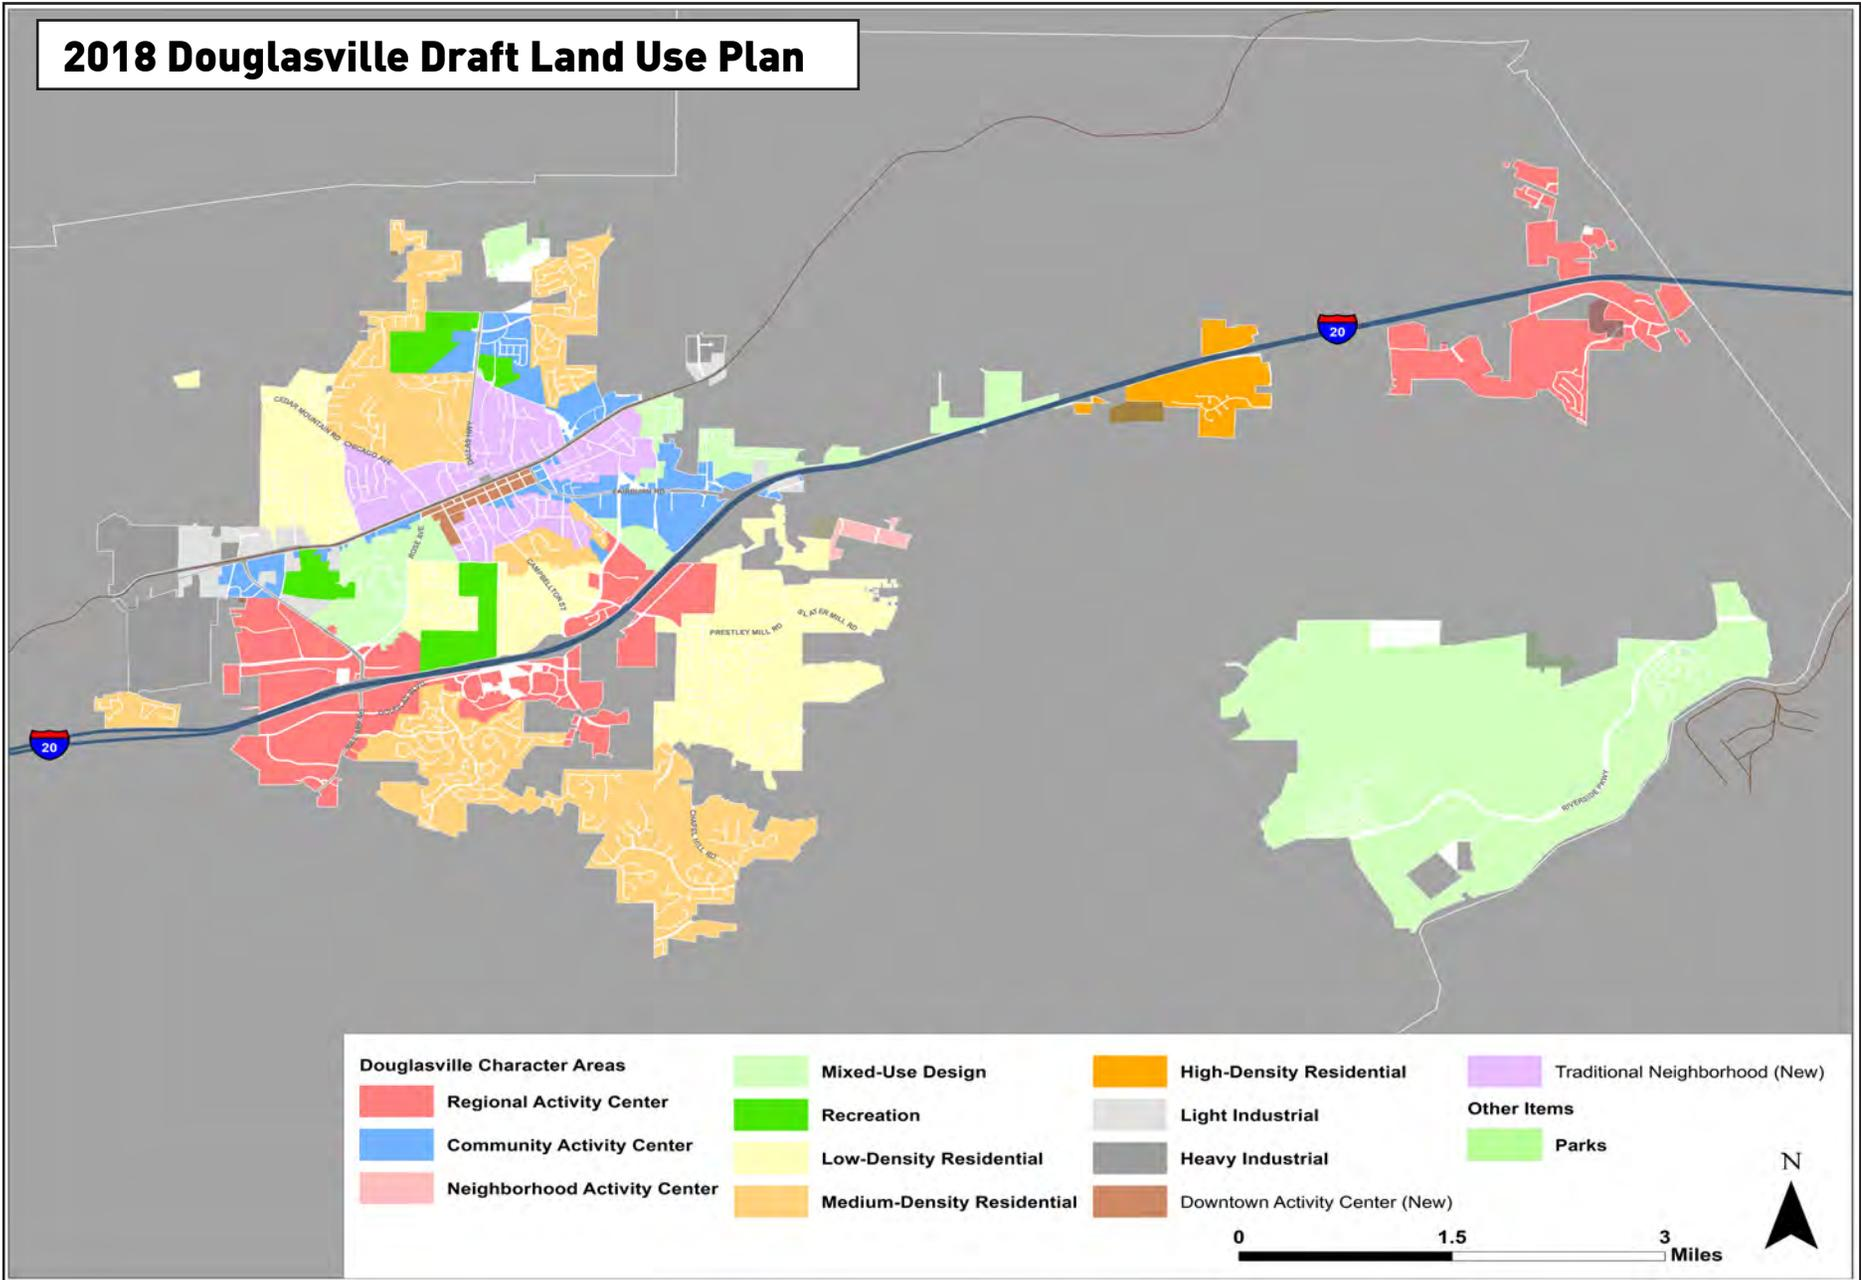 2018 Douglasville Draft Land Use Plan
20
CEDAR MOUNTAIN RD
CHICAGO AVE
DALLAS HWY
FAIRBURN RD
ROSE AVE
CAMPBELLTON ST
SLATER MILL RD
PRESTLEY MILL RD
20
CHAPEL HILL RD
RIVERSIDE PKWY
Douglasville Character Areas
Regional Activity Center
Community Activity Center
Neighborhood Activity Center
Mixed-Use Design
Recreation
Low-Density Residential
Medium-Density Residential
High-Density Residential
Light Industrial
Heavy Industrial
Downtown Activity Center (New)
Traditional Neighborhood (New)
Other Items
Parks
N
0 1.5 3
Miles